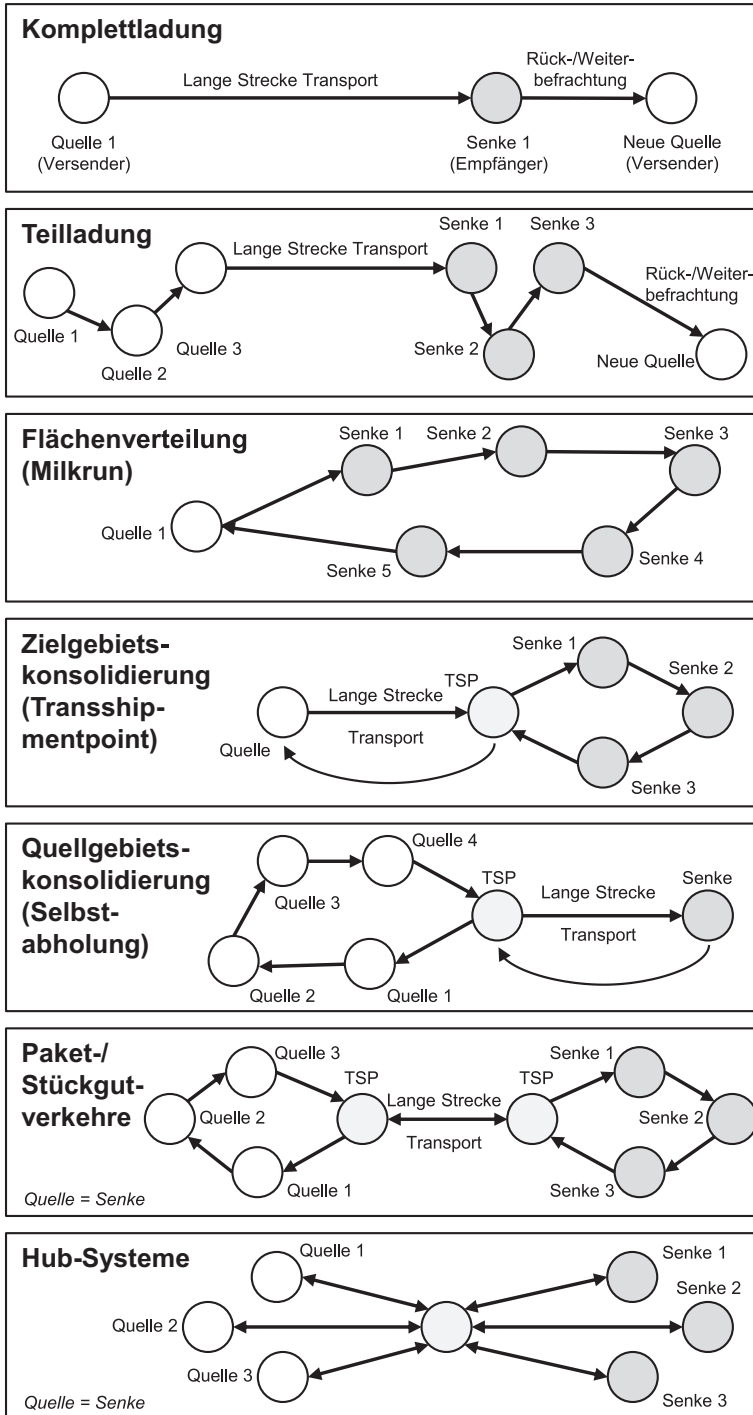 Komplettladung
Lange Strecke Transport
Rück-/Weiter-
befrachtung
Quelle 1
(Versender)
Senke 1
(Empfänger)
Neue Quelle
(Versender)
Teilladung
Lange Strecke Transport
Senke 1
Senke 3
Rück-/Weiter-
befrachtung
Quelle 1
Quelle 2
Quelle 3
Senke 2
Neue Quelle
Flächenverteilung
(Milkrun)
Senke 1
Senke 2
Senke 3
Quelle 1
Senke 5
Senke 4
Zielgebiets-
konsolidierung
(Transship-
mentpoint)
Senke 1
TSP
Senke 2
Lange Strecke
Quelle
Transport
Senke 3
Quellgebiets-
konsolidierung
(Selbst-
abholung)
Quelle 4
Quelle 3
TSP
Lange Strecke
Senke
Transport
Quelle 2
Quelle 1
Paket-/
Stückgut-
verkehre
Quelle 3
TSP
Lange Strecke
TSP
Senke 1
Quelle 2
Transport
Senke 2
Quelle 1
Senke 3
Quelle = Senke
Hub-Systeme
Quelle 1
Senke 1
Senke 2
Quelle 2
Quelle 3
Senke 3
Quelle = Senke